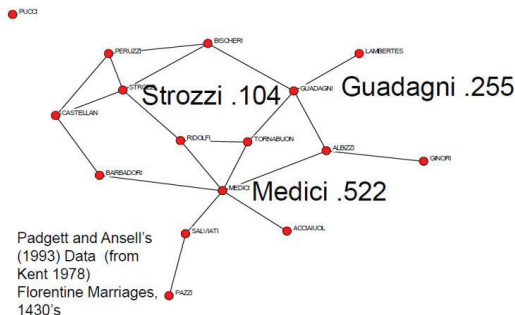 PUCCI
BISCHERI
PERUZZI
LAMBERTES
STROZZI
Strozzi .104
GUADAGNI
Guadagni .255
CASTELLAN
RIDOLFI
TORNABUON
ALBIZZI
GINORI
BARBADORI
MEDICI
Medici .522
SALVIATI
ACCIAIUOL
PAZZI
Padgett and Ansell's
(1993) Data (from
Kent 1978)
Florentine Marriages,
1430's